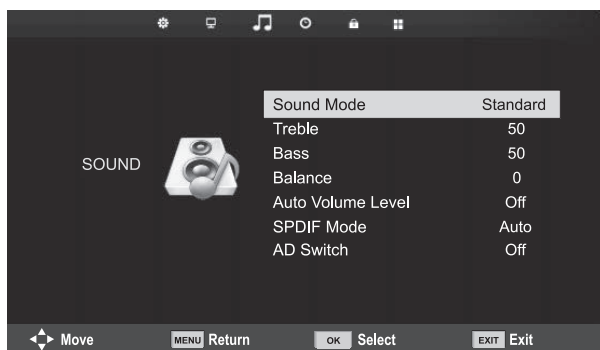 Sound Mode Standard
Treble 50
Bass 50
SOUND
Balance 0
Auto Volume Level Off
SPDIF Mode Auto
AD Switch Off
Move MENU Return OK Select EXIT Exit